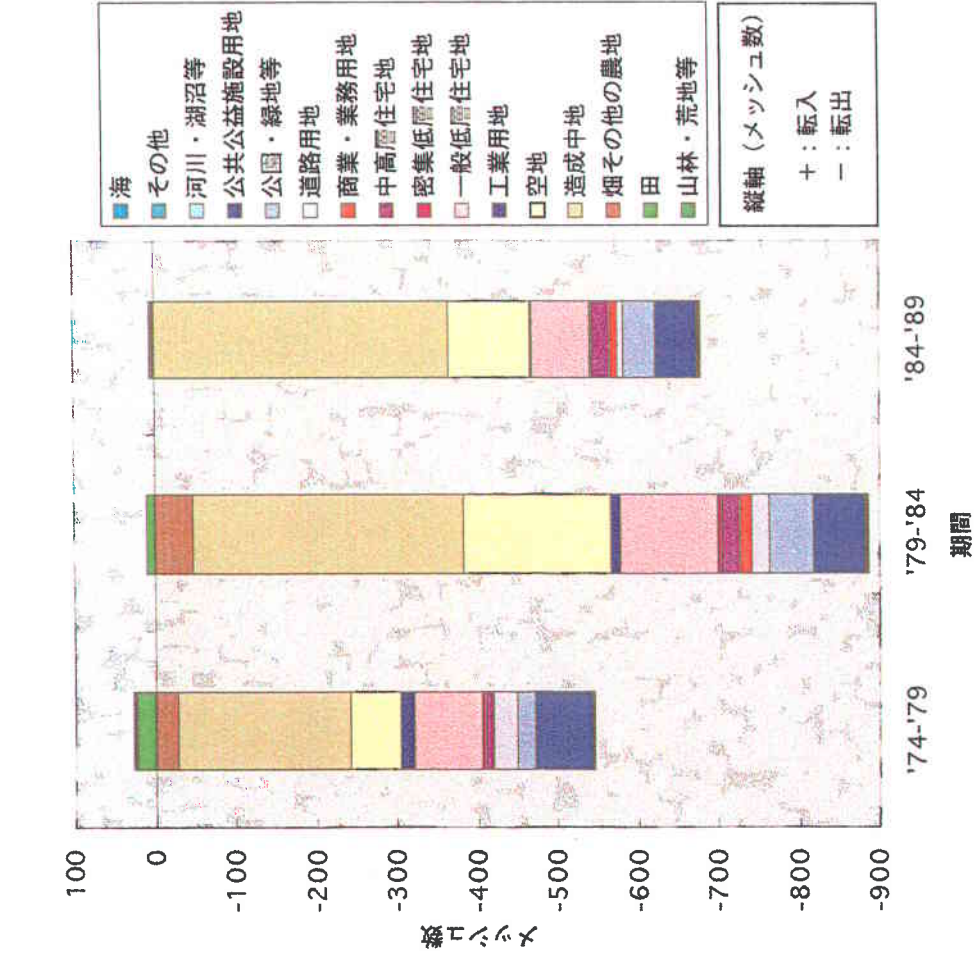 100
0
-100
-200
-300
-400
-500
-600
-700
-800
-900
メッシュ数
'74-'79
'79-'84
'84-'89
期間
海
その他
河川・湖沼等
公共公益施設用地
公園・緑地等
道路用地
商業・業務用地
中高層住宅地
密集低層住宅地
一般低層住宅地
工業用地
空地
造成中地
畑その他の農地
田
山林・荒地等
縦軸（メッシュ数）
＋：転入
－：転出